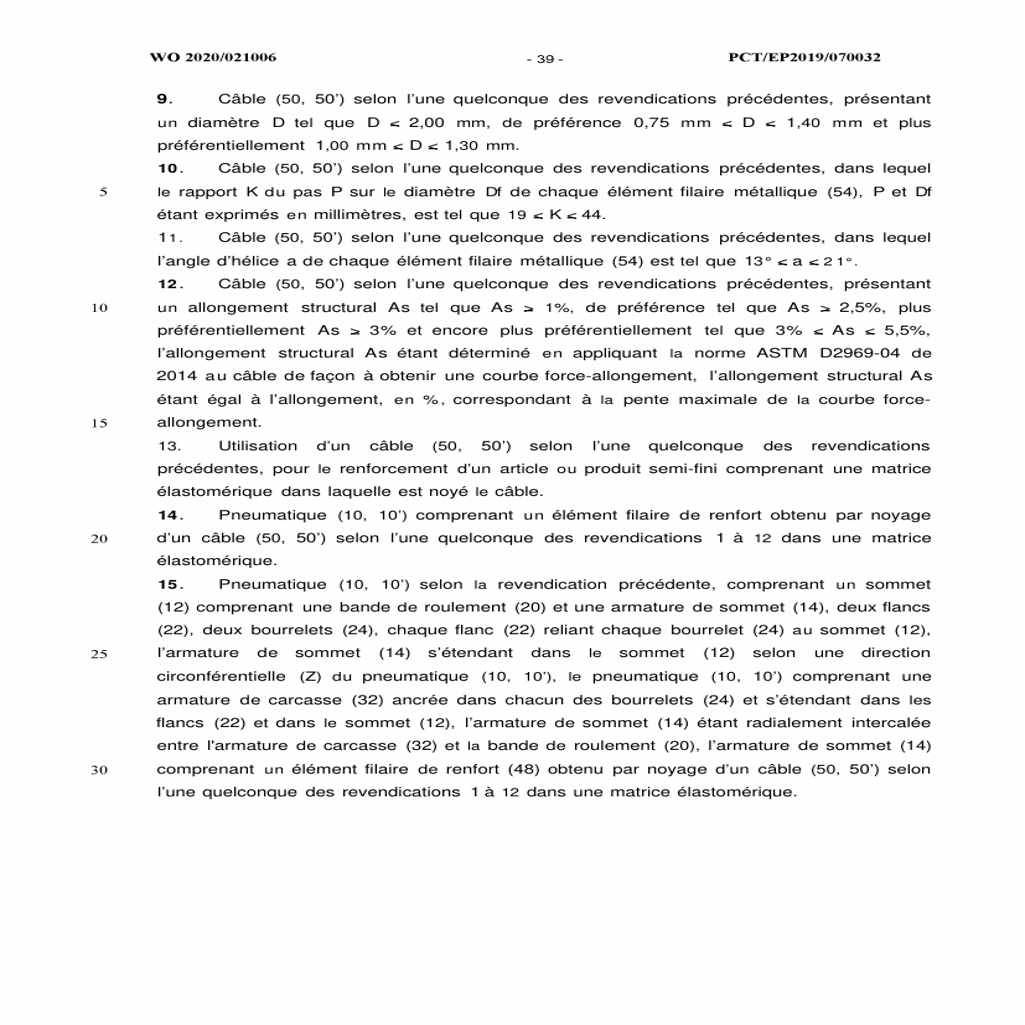 WO 2020/021006 - 39 - PCT/EP2019/070032
9. Câble (50, 50’) selon l’une quelconque des revendications précédentes, présentant
un diamètre D tel que D ≤ 2,00 mm, de préférence 0,75 mm ≤ D ≤ 1,40 mm et plus
préférentiellement 1,00 mm ≤ D ≤ 1,30 mm.
10. Câble (50, 50’) selon l’une quelconque des revendications précédentes, dans lequel
5 le rapport K du pas P sur le diamètre Df de chaque élément filaire métallique (54), P et Df
étant exprimés en millimètres, est tel que 19 ≤ K ≤ 44.
11. Câble (50, 50’) selon l’une quelconque des revendications précédentes, dans lequel
l’angle d’hélice a de chaque élément filaire métallique (54) est tel que 13° ≤ a ≤ 21°.
12. Câble (50, 50’) selon l’une quelconque des revendications précédentes, présentant
10 un allongement structural As tel que As ≥ 1%, de préférence tel que As ≥ 2,5%, plus
préférentiellement As ≥ 3% et encore plus préférentiellement tel que 3% ≤ As ≤ 5,5%,
l’allongement structural As étant déterminé en appliquant la norme ASTM D2969-04 de
2014 au câble de façon à obtenir une courbe force-allongement, l’allongement structural As
étant égal à l’allongement, en %, correspondant à la pente maximale de la courbe force-
15 allongement.
13. Utilisation d’un câble (50, 50’) selon l’une quelconque des revendications
précédentes, pour le renforcement d’un article ou produit semi-fini comprenant une matrice
élastomérique dans laquelle est noyé le câble.
14. Pneumatique (10, 10’) comprenant un élément filaire de renfort obtenu par noyage
20 d’un câble (50, 50’) selon l’une quelconque des revendications 1 à 12 dans une matrice
élastomérique.
15. Pneumatique (10, 10’) selon la revendication précédente, comprenant un sommet
(12) comprenant une bande de roulement (20) et une armature de sommet (14), deux flancs
(22), deux bourrelets (24), chaque flanc (22) reliant chaque bourrelet (24) au sommet (12),
25 l’armature de sommet (14) s’étendant dans le sommet (12) selon une direction
circonférentielle (Z) du pneumatique (10, 10’), le pneumatique (10, 10’) comprenant une
armature de carcasse (32) ancrée dans chacun des bourrelets (24) et s’étendant dans les
flancs (22) et dans le sommet (12), l’armature de sommet (14) étant radialement intercalée
entre l'armature de carcasse (32) et la bande de roulement (20), l’armature de sommet (14)
30 comprenant un élément filaire de renfort (48) obtenu par noyage d’un câble (50, 50’) selon
l’une quelconque des revendications 1 à 12 dans une matrice élastomérique.